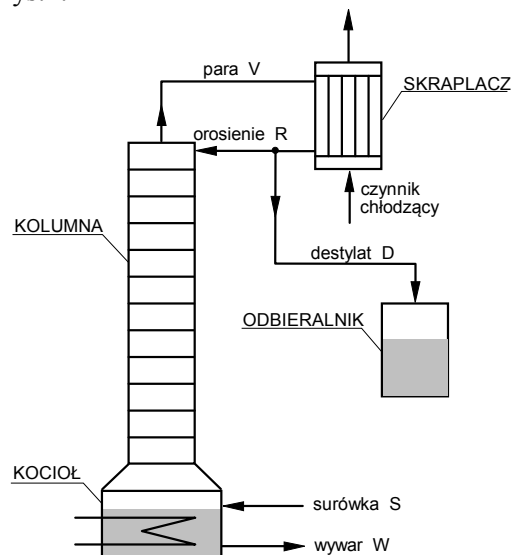 para V
SKRAPLACZ
orosienie R
czynnik
chłodzący
KOLUMNA
destylat D
ODBIERALNIK
KOCIOŁ
surówka S
wywar W